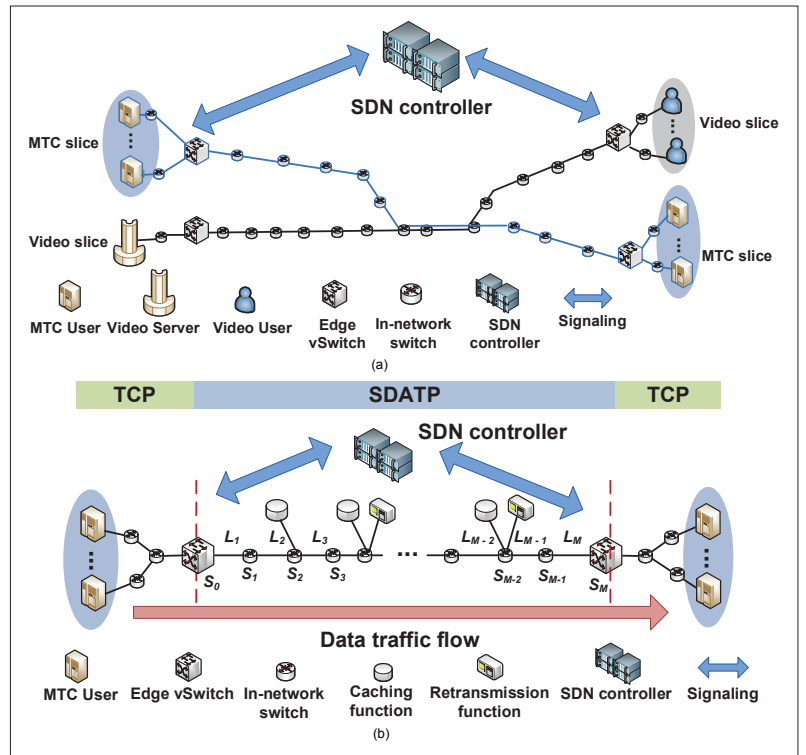 SDN controller
MTC slice
Video slice
Video slice
MTC slice
MTC User
Video Server
Video User
Edge
vSwitch
In-network
switch
SDN
controller
Signaling
(a)
TCP
SDATP
TCP
SDN controller
L1
L2
L3
...
LM - 2
LM - 1
LM
S0
S1
S2
S3
SM-2
SM-1
SM
Data traffic flow
MTC User
Edge vSwitch
In-network
switch
Caching
function
Retransmission
function
SDN controller
Signaling
(b)